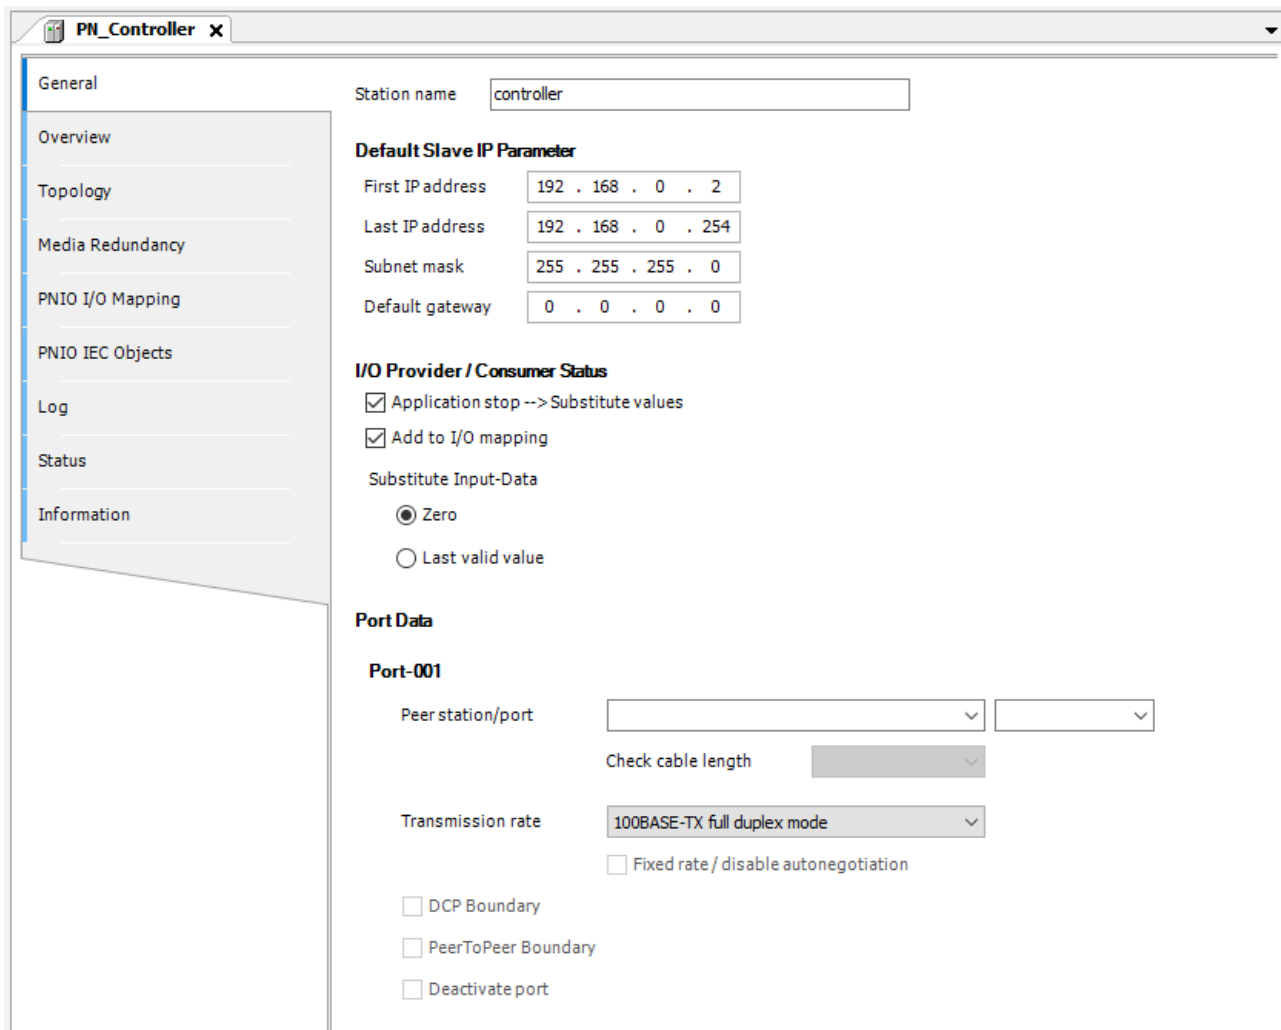 PN_Controller
General
Overview
Topology
Media Redundancy
PNIO I/O Mapping
PNIO IEC Objects
Log
Status
Information
Station name controller
Default Slave IP Parameter
First IP address 192 . 168 . 0 . 2
Last IP address 192 . 168 . 0 . 254
Subnet mask 255 . 255 . 255 . 0
Default gateway 0 . 0 . 0 . 0
I/O Provider / Consumer Status
Application stop --> Substitute values
Add to I/O mapping
Substitute Input-Data
Zero
Last valid value
Port Data
Port-001
Peer station/port
Check cable length
Transmission rate 100BASE-TX full duplex mode
Fixed rate / disable autonegotiation
DCP Boundary
PeerToPeer Boundary
Deactivate port